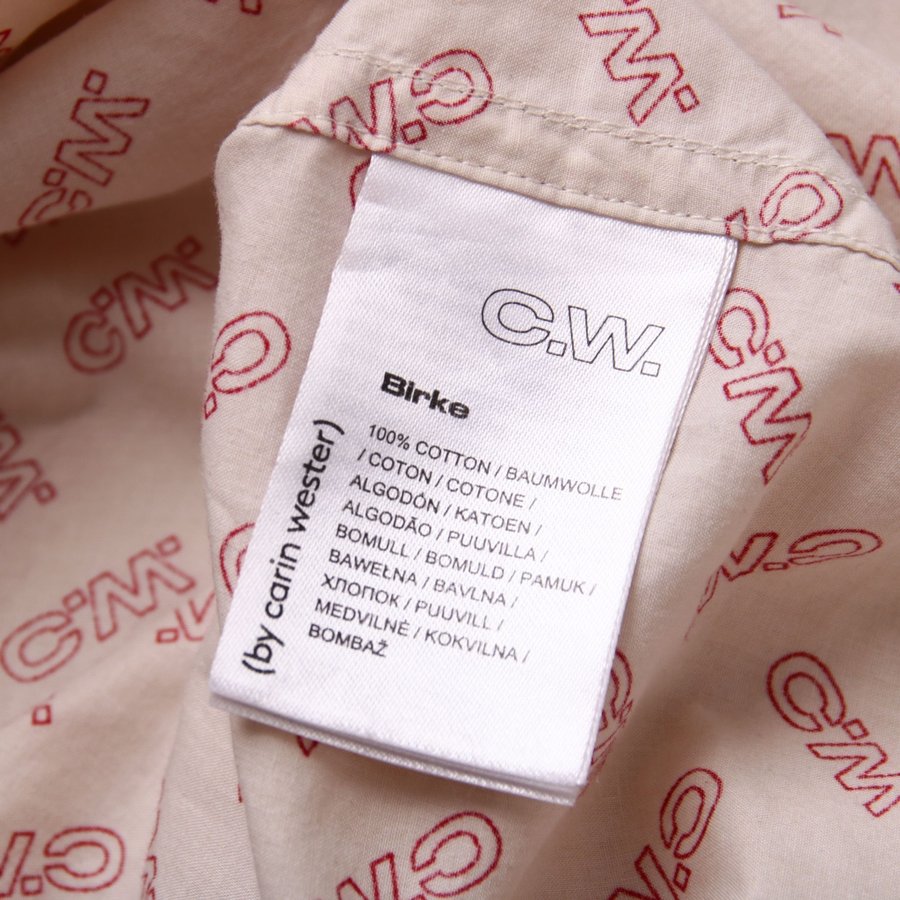 C.W.
Birke
(by carin wester)
100% COTTON / BAUMWOLLE
/ COTON / COTONE /
ALGODÓN / KATOEN /
ALGODÃO / PUUVILLA /
BOMULL / BOMULD / PAMUK /
BAWEŁNA / BAVLNA /
ХЛОПОК / PUUVILL /
MEDVILNĖ / KOKVILNA /
BOMBAŽ
C.W.
C.W.
C.W.
C.W.
C.W.
C.W.
C.W.
C.W.
C.W.
C.W.